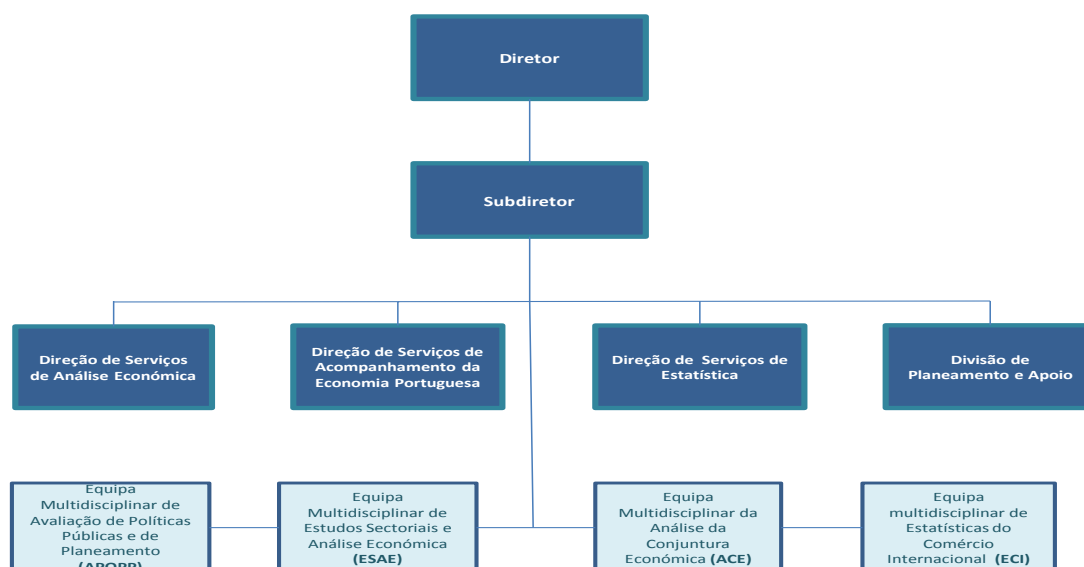 Diretor
Subdiretor
Direção de Serviços
de Análise Económica
Direção de Serviços de
Acompanhamento da
Economia Portuguesa
Direção de Serviços de
Estatística
Divisão de
Planeamento e Apoio
Equipa
Multidisciplinar de
Avaliação de Políticas
Públicas e de
Planeamento
(APOPP)
Equipa
Multidisciplinar de
Estudos Sectoriais e
Análise Económica
(ESAE)
Equipa
Multidisciplinar da
Análise da
Conjuntura
Económica (ACE)
Equipa
multidisciplinar de
Estatísticas do
Comércio
Internacional (ECI)